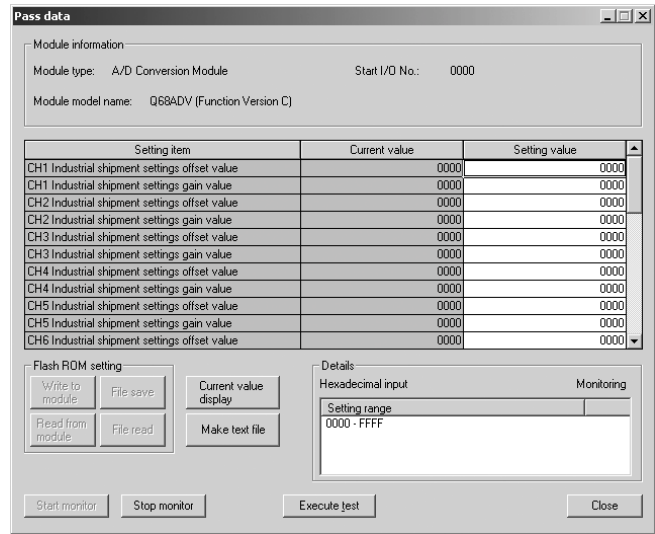 Pass data
Module information
Module type: A/D Conversion Module Start I/O No.: 0000
Module model name: Q68ADV (Function Version C)
Setting item Current value Setting value
CH1 Industrial shipment settings offset value 0000 0000
CH1 Industrial shipment settings gain value 0000 0000
CH2 Industrial shipment settings offset value 0000 0000
CH2 Industrial shipment settings gain value 0000 0000
CH3 Industrial shipment settings offset value 0000 0000
CH3 Industrial shipment settings gain value 0000 0000
CH4 Industrial shipment settings offset value 0000 0000
CH4 Industrial shipment settings gain value 0000 0000
CH5 Industrial shipment settings offset value 0000 0000
CH5 Industrial shipment settings gain value 0000 0000
CH6 Industrial shipment settings offset value 0000 0000
Flash ROM setting
Write to
module
File save
Read from
module
File read
Current value
display
Make text file
Details
Hexadecimal input Monitoring
Setting range
0000 - FFFF
Start monitor Stop monitor Execute test Close